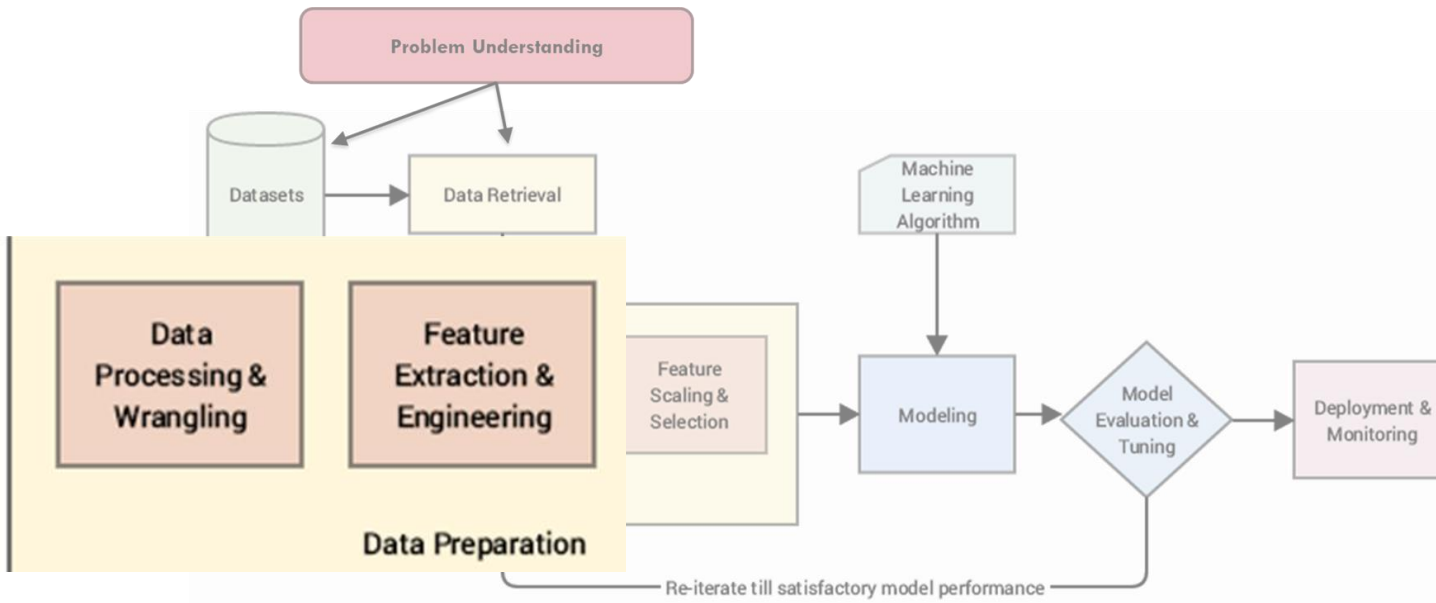 Problem Understanding
Datasets
Data Retrieval
Machine
Learning
Algorithm
Data
Processing &
Wrangling
Feature
Extraction &
Engineering
Feature
Scaling &
Selection
Data Preparation
Modeling
Model
Evaluation &
Tuning
Deployment &
Monitoring
Re-iterate till satisfactory model performance